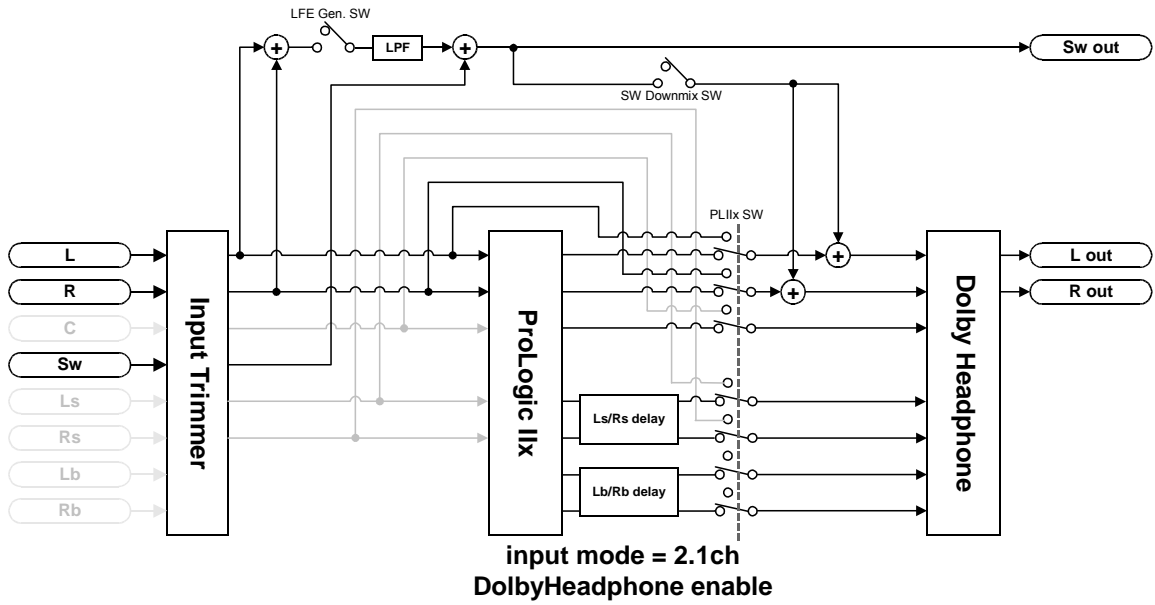 LFE Gen. SW
+
LPF
+
Sw out
SW Downmix SW
PLIIx SW
L
R
C
Sw
Ls
Rs
Lb
Rb
Input Trimmer
ProLogic IIx
Ls/Rs delay
Lb/Rb delay
+
+
Dolby Headphone
L out
R out
input mode = 2.1ch
DolbyHeadphone enable